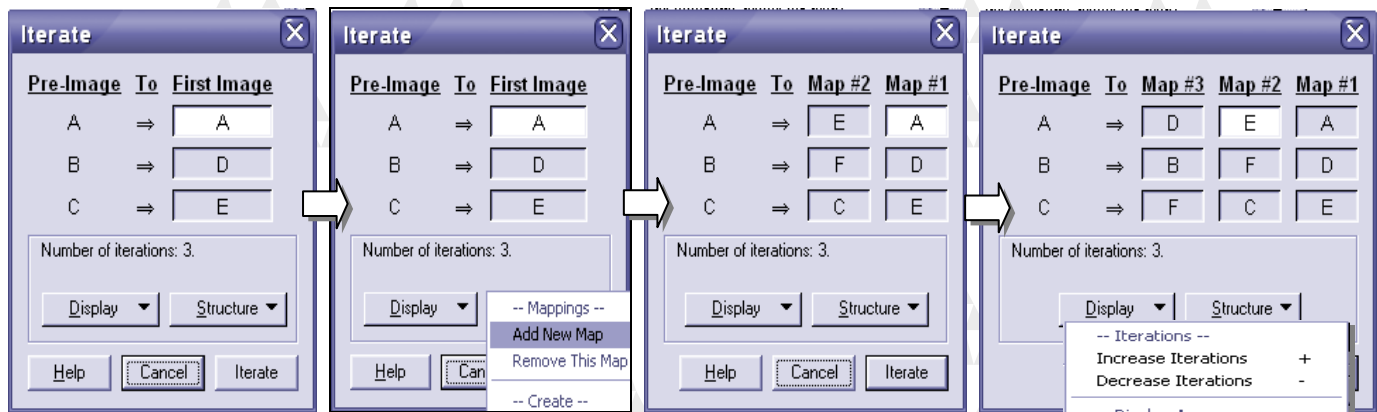 Iterate
Pre-Image To First Image
A ⇒ A
B ⇒ D
C ⇒ E
Number of iterations: 3.
Display Structure
Help Cancel Iterate
Iterate
Pre-Image To First Image
A ⇒ A
B ⇒ D
C ⇒ E
Number of iterations: 3.
Display
-- Mappings --
Add New Map
Remove This Map
-- Create --
Help Can
Iterate
Pre-Image To Map #2 Map #1
A ⇒ E A
B ⇒ F D
C ⇒ C E
Number of iterations: 3.
Display Structure
Help Cancel Iterate
Iterate
Pre-Image To Map #3 Map #2 Map #1
A ⇒ D E A
B ⇒ B F D
C ⇒ F C E
Number of iterations: 3.
Display Structure
-- Iterations --
Increase Iterations +
Decrease Iterations -